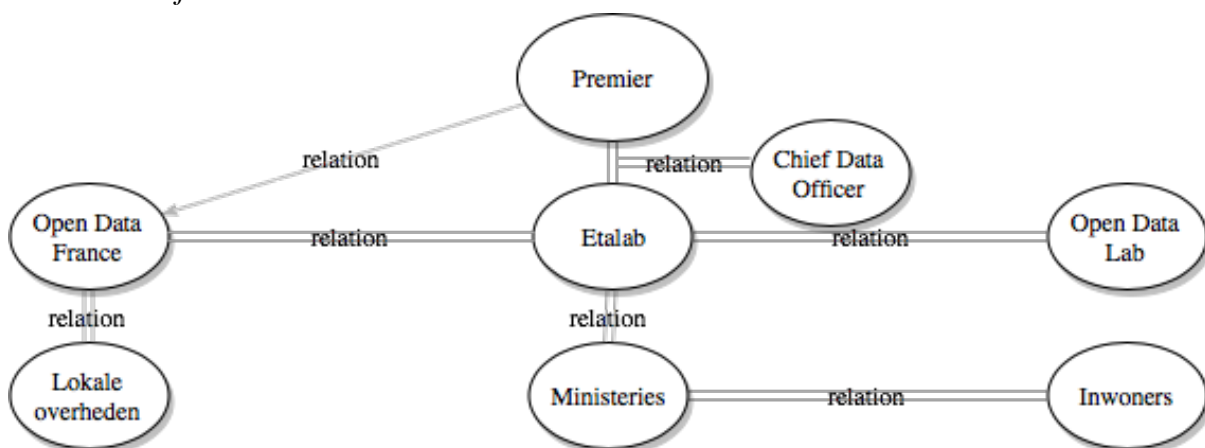 Premier
relation
relation
Chief Data
Officer
Open Data
France
relation
Etalab
relation
Open Data
Lab
relation
relation
Lokale
overheden
Ministeries
relation
Inwoners